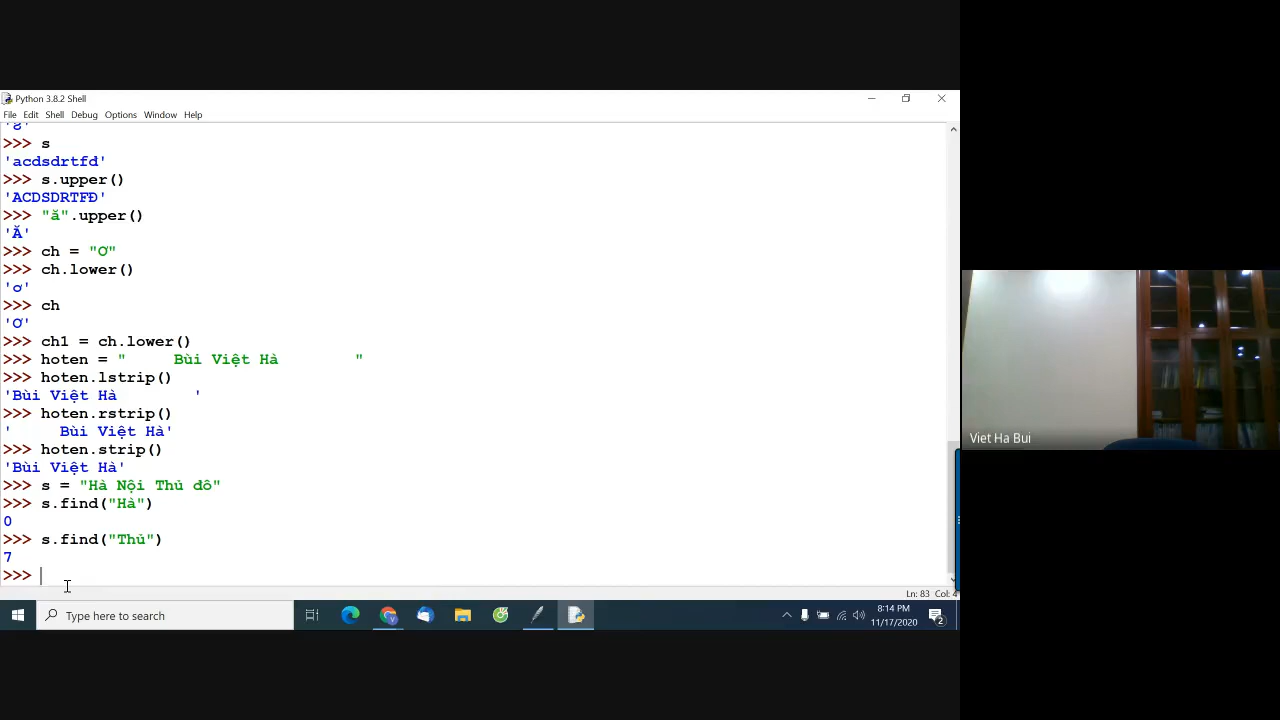 Python 3.8.2 Shell
File Edit Shell Debug Options Window Help
>>> s
'acdsdrtfđ'
>>> s.upper()
'ACDSDRTFĐ'
>>> "ă".upper()
'Ă'
>>> ch = "Ơ"
>>> ch.lower()
'ơ'
>>> ch
'Ơ'
>>> ch1 = ch.lower()
>>> hoten = "     Bùi Việt Hà        "
>>> hoten.lstrip()
'Bùi Việt Hà        '
>>> hoten.rstrip()
'     Bùi Việt Hà'
>>> hoten.strip()
'Bùi Việt Hà'
>>> s = "Hà Nội Thủ đô"
>>> s.find("Hà")
0
>>> s.find("Thủ")
7
>>>
Ln: 83 Col: 4
Type here to search
8:14 PM
11/17/2020
2
Viet Ha Bui